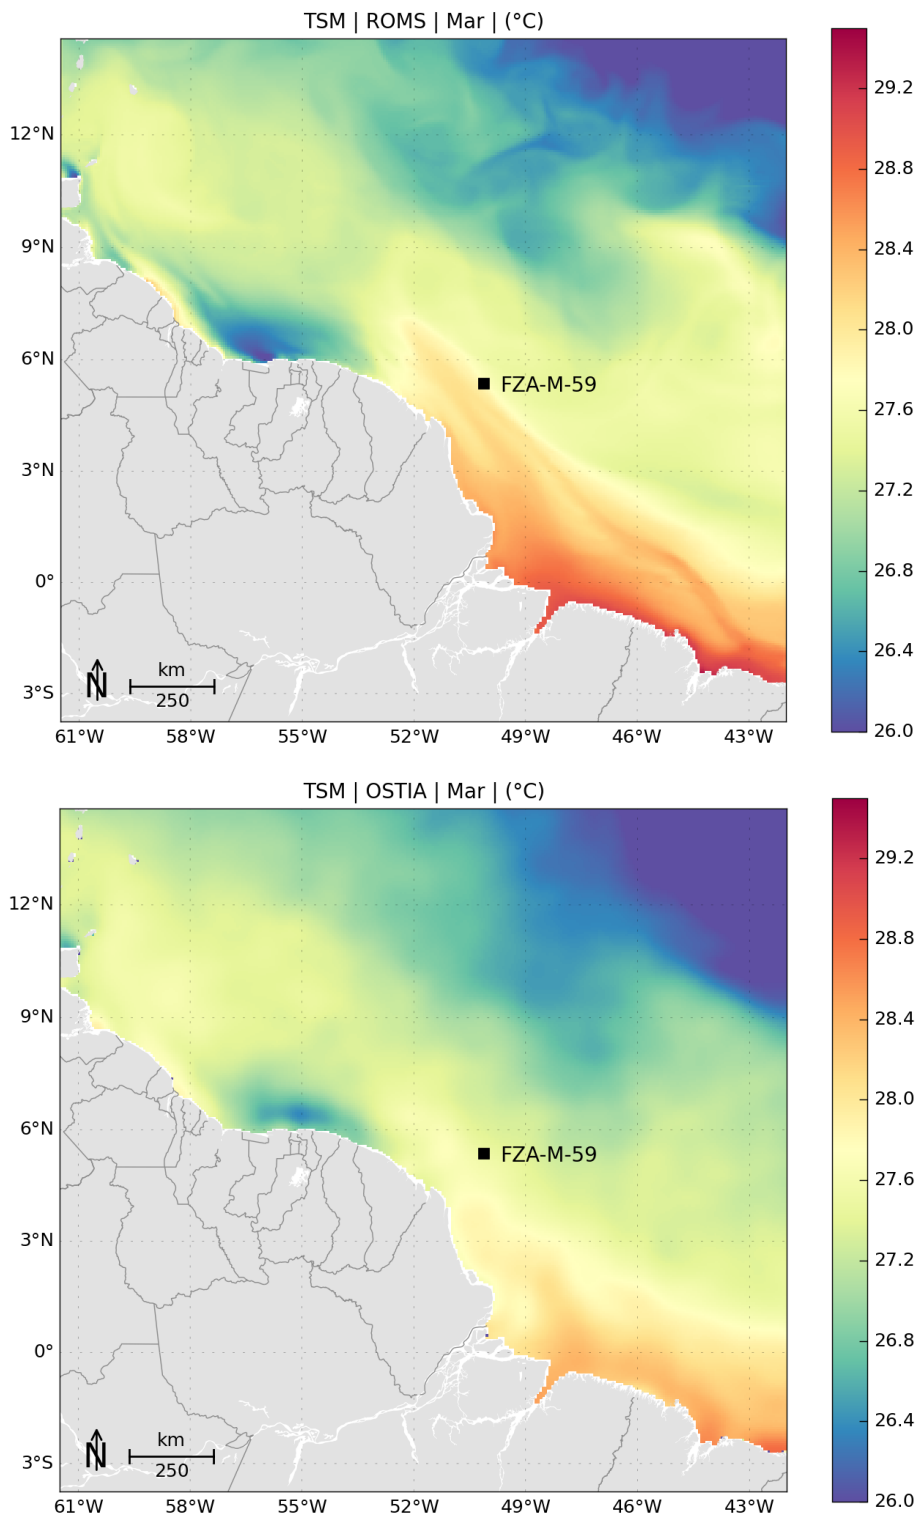 TSM | ROMS | Mar | (°C)
12°N
9°N
6°N
3°N
0°
3°S
61°W
58°W
55°W
52°W
49°W
46°W
43°W
FZA-M-59
N
km
250
29.2
28.8
28.4
28.0
27.6
27.2
26.8
26.4
26.0
TSM | OSTIA | Mar | (°C)
12°N
9°N
6°N
3°N
0°
3°S
61°W
58°W
55°W
52°W
49°W
46°W
43°W
FZA-M-59
N
km
250
29.2
28.8
28.4
28.0
27.6
27.2
26.8
26.4
26.0